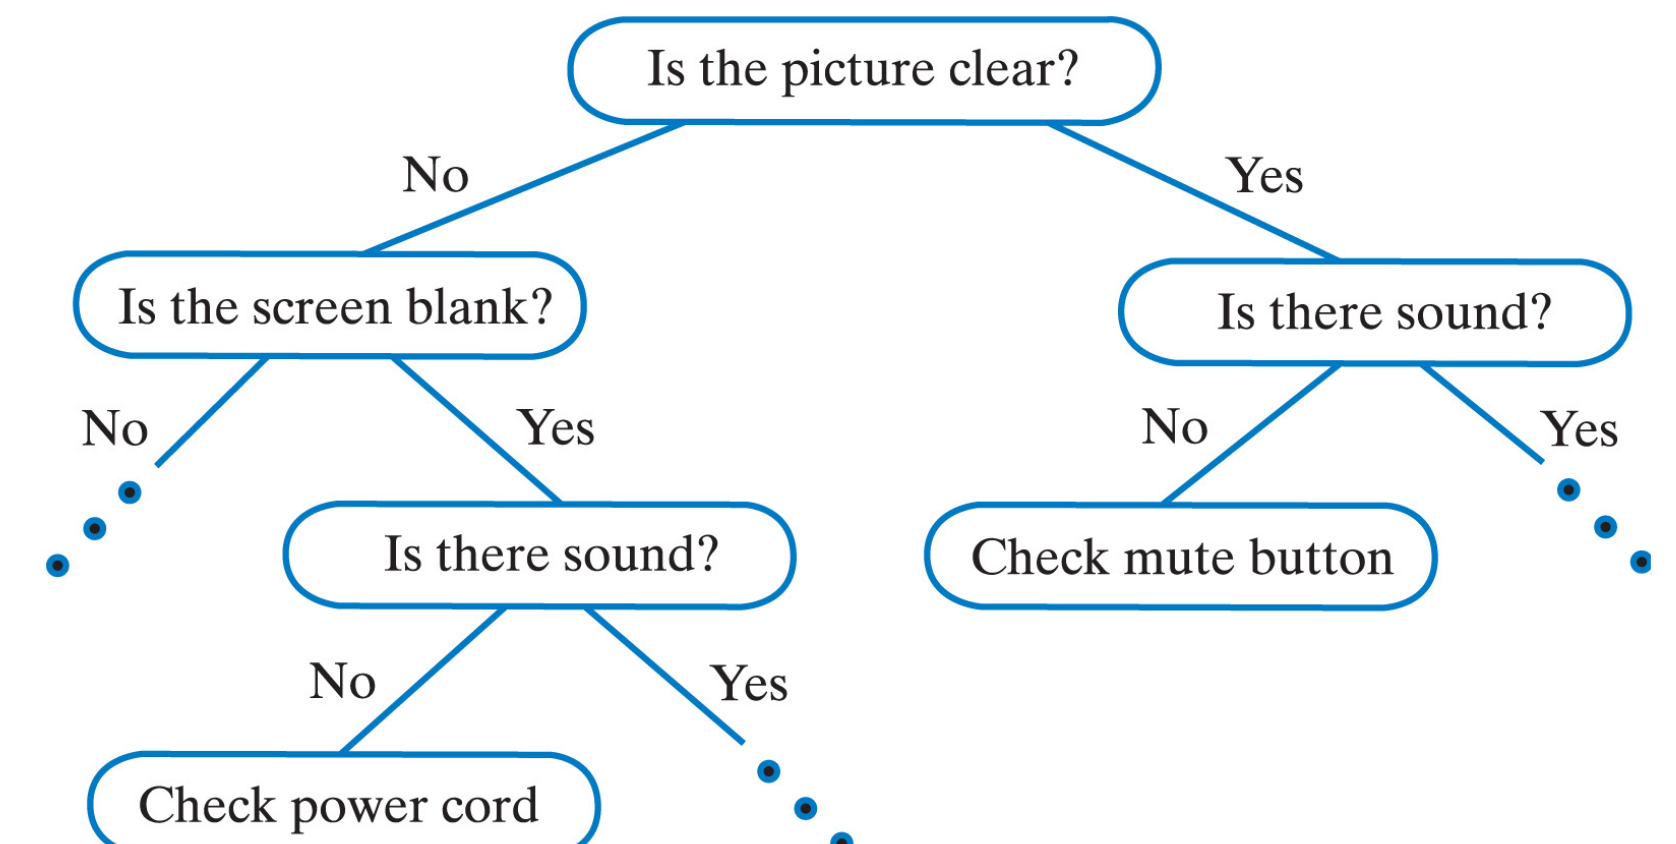 Is the picture clear?
No
Yes
Is the screen blank?
Is there sound?
No
Yes
No
Yes
Is there sound?
Check mute button
No
Yes
Check power cord